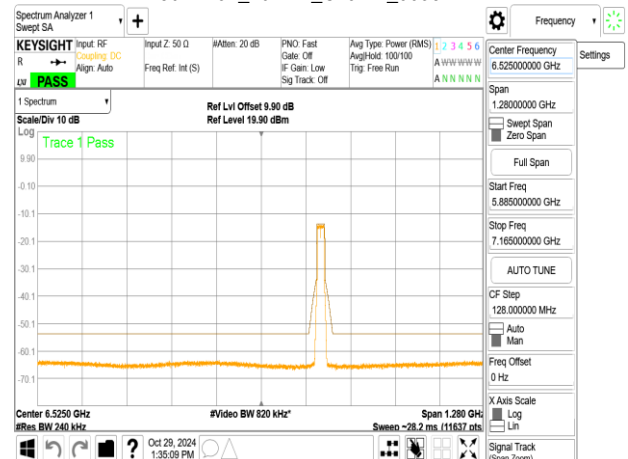 Spectrum Analyzer 1
Swept SA
+
Frequency
KEYSIGHT
R
LXI
PASS
Input: RF
Coupling: DC
Align: Auto
Input Z: 50 Ω
Freq Ref: Int (S)
#Atten: 20 dB
PNO: Fast
Gate: Off
IF Gain: Low
Sig Track: Off
Avg Type: Power (RMS)
Avg|Hold: 100/100
Trig: Free Run
1 2 3 4 5 6
A W W W W W
A N N N N N
1 Spectrum
Scale/Div 10 dB
Ref Lvl Offset 9.90 dB
Ref Level 19.90 dBm
Log
Trace 1 Pass
9.90
-0.10
-10.1
-20.1
-30.1
-40.1
-50.1
-60.1
-70.1
Center 6.5250 GHz
#Res BW 240 kHz
#Video BW 820 kHz*
Span 1.280 GHz
Sweep ~28.2 ms (11637 pts
?
Oct 29, 2024
1:35:09 PM
Center Frequency
6.525000000 GHz
Settings
Span
1.28000000 GHz
Swept Span
Zero Span
Full Span
Start Freq
5.885000000 GHz
Stop Freq
7.165000000 GHz
AUTO TUNE
CF Step
128.000000 MHz
Auto
Man
Freq Offset
0 Hz
X Axis Scale
Log
Lin
Signal Track
(Span Zoom)